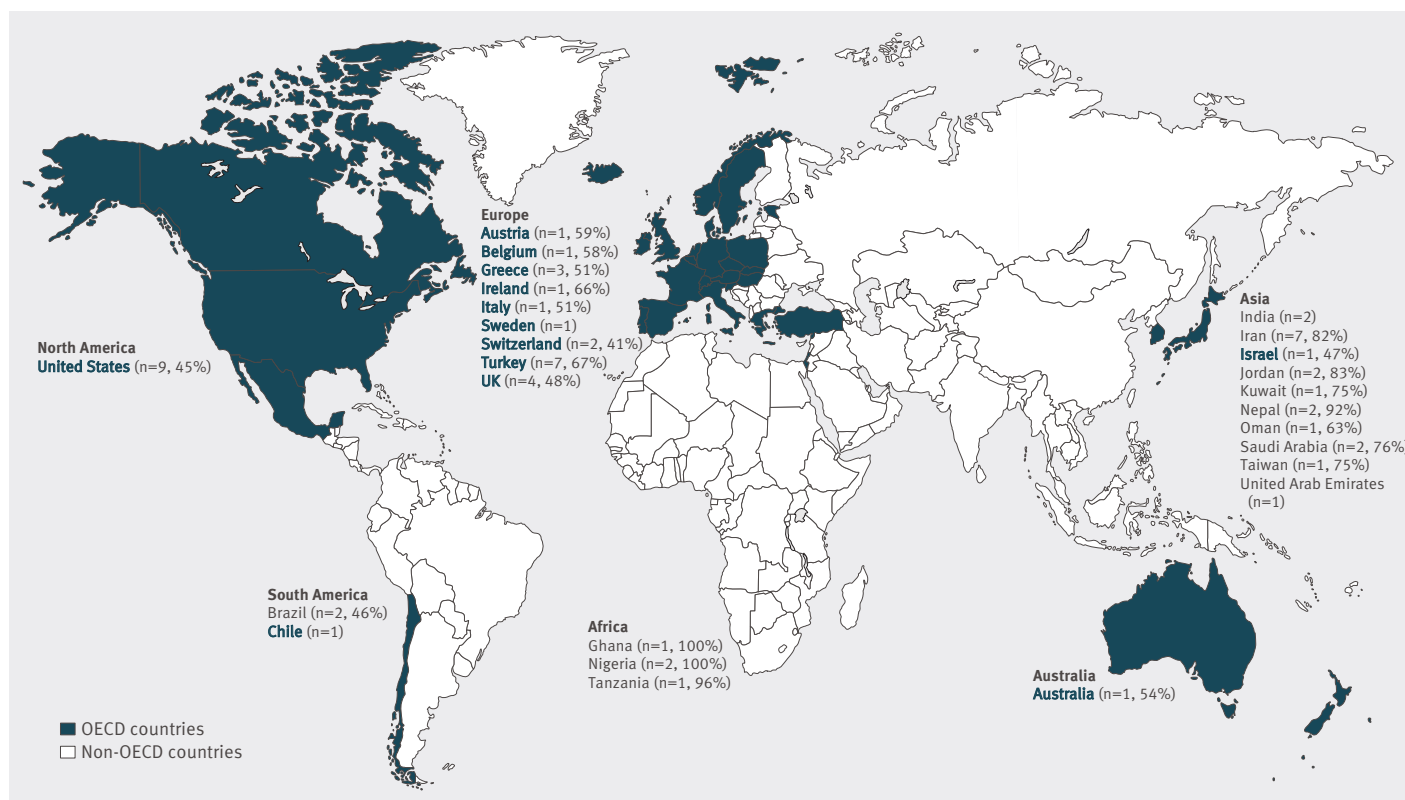 Europe
Austria (n=1, 59%)
Belgium (n=1, 58%)
Greece (n=3, 51%)
Ireland (n=1, 66%)
Italy (n=1, 51%)
Sweden (n=1)
Switzerland (n=2, 41%)
Turkey (n=7, 67%)
UK (n=4, 48%)
North America
United States (n=9, 45%)
Asia
India (n=2)
Iran (n=7, 82%)
Israel (n=1, 47%)
Jordan (n=2, 83%)
Kuwait (n=1, 75%)
Nepal (n=2, 92%)
Oman (n=1, 63%)
Saudi Arabia (n=2, 76%)
Taiwan (n=1, 75%)
United Arab Emirates
(n=1)
South America
Brazil (n=2, 46%)
Chile (n=1)
Africa
Ghana (n=1, 100%)
Nigeria (n=2, 100%)
Tanzania (n=1, 96%)
Australia
Australia (n=1, 54%)
OECD countries
Non-OECD countries